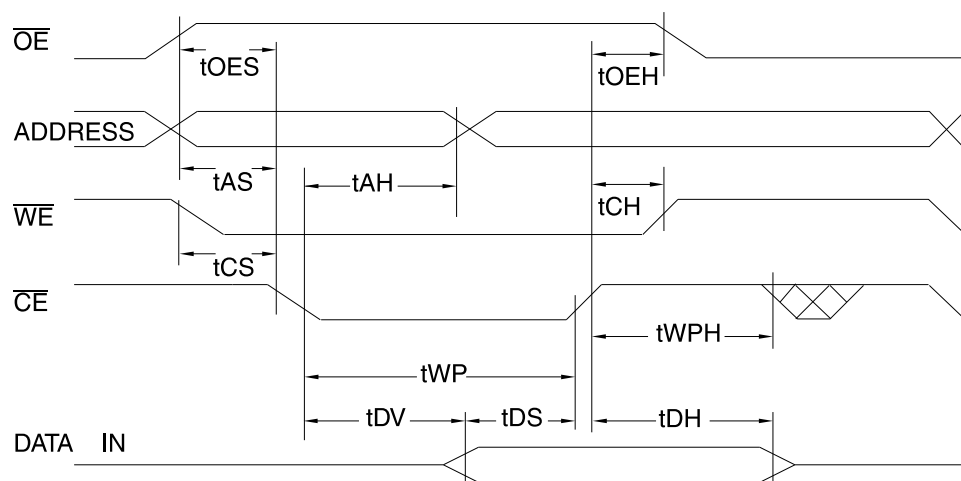 OE
tOES
tOEH
ADDRESS
tAS
tAH
tCH
WE
tCS
CE
tWPH
tWP
tDV
tDS
tDH
DATA IN